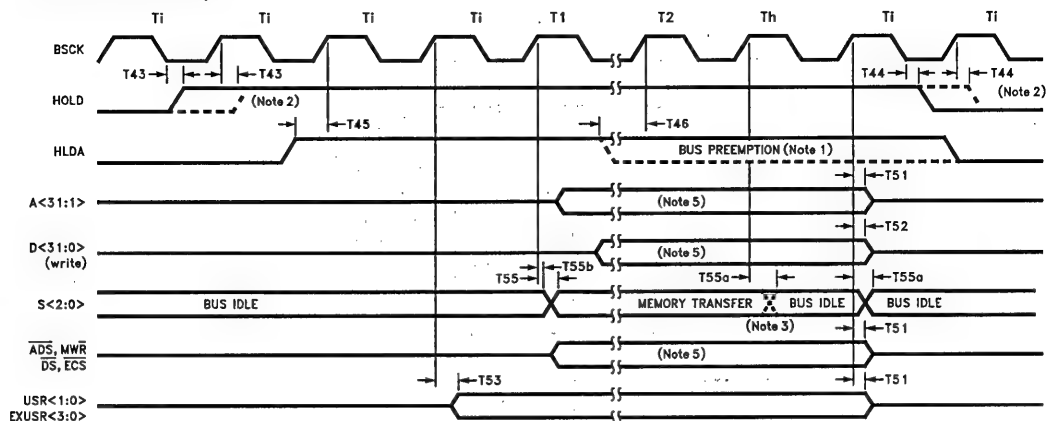 Ti Ti Ti Ti T1 T2 Th Ti Ti
BSCK
T43 T43 T44 T44
HOLD (Note 2) (Note 2)
T45 T46
HLDA BUS PREEMPTION (Note 1)
T51
A<31:1> (Note 5)
T52
D<31:0> (Note 5)
(write)
T55b
T55 T55a T55a
S<2:0> BUS IDLE MEMORY TRANSFER BUS IDLE BUS IDLE
(Note 3)
T51
ADS, MWR (Note 5)
DS, ECS
T53 T51
USR<1:0>
EXUSR<3:0>